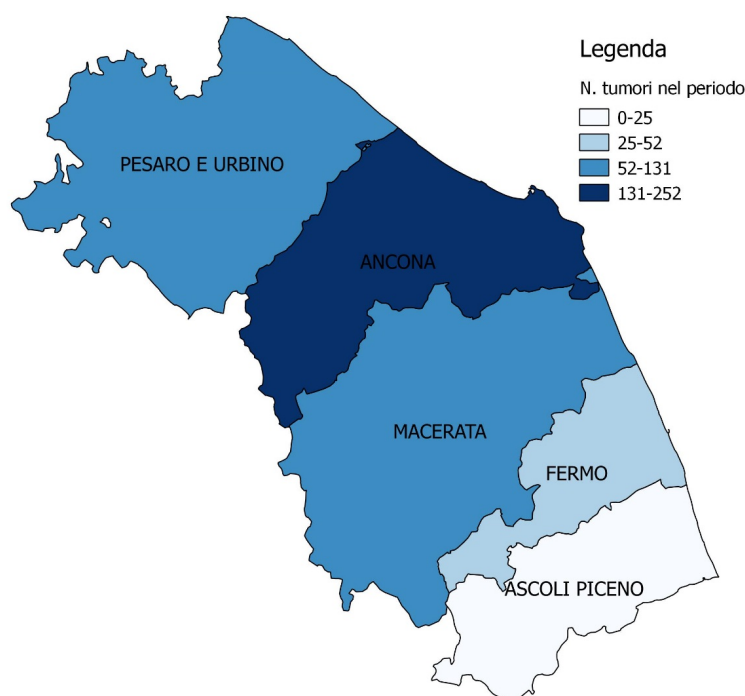 Legenda
N. tumori nel periodo
0-25
25-52
52-131
131-252
PESARO E URBINO
ANCONA
MACERATA
FERMO
ASCOLI PICENO